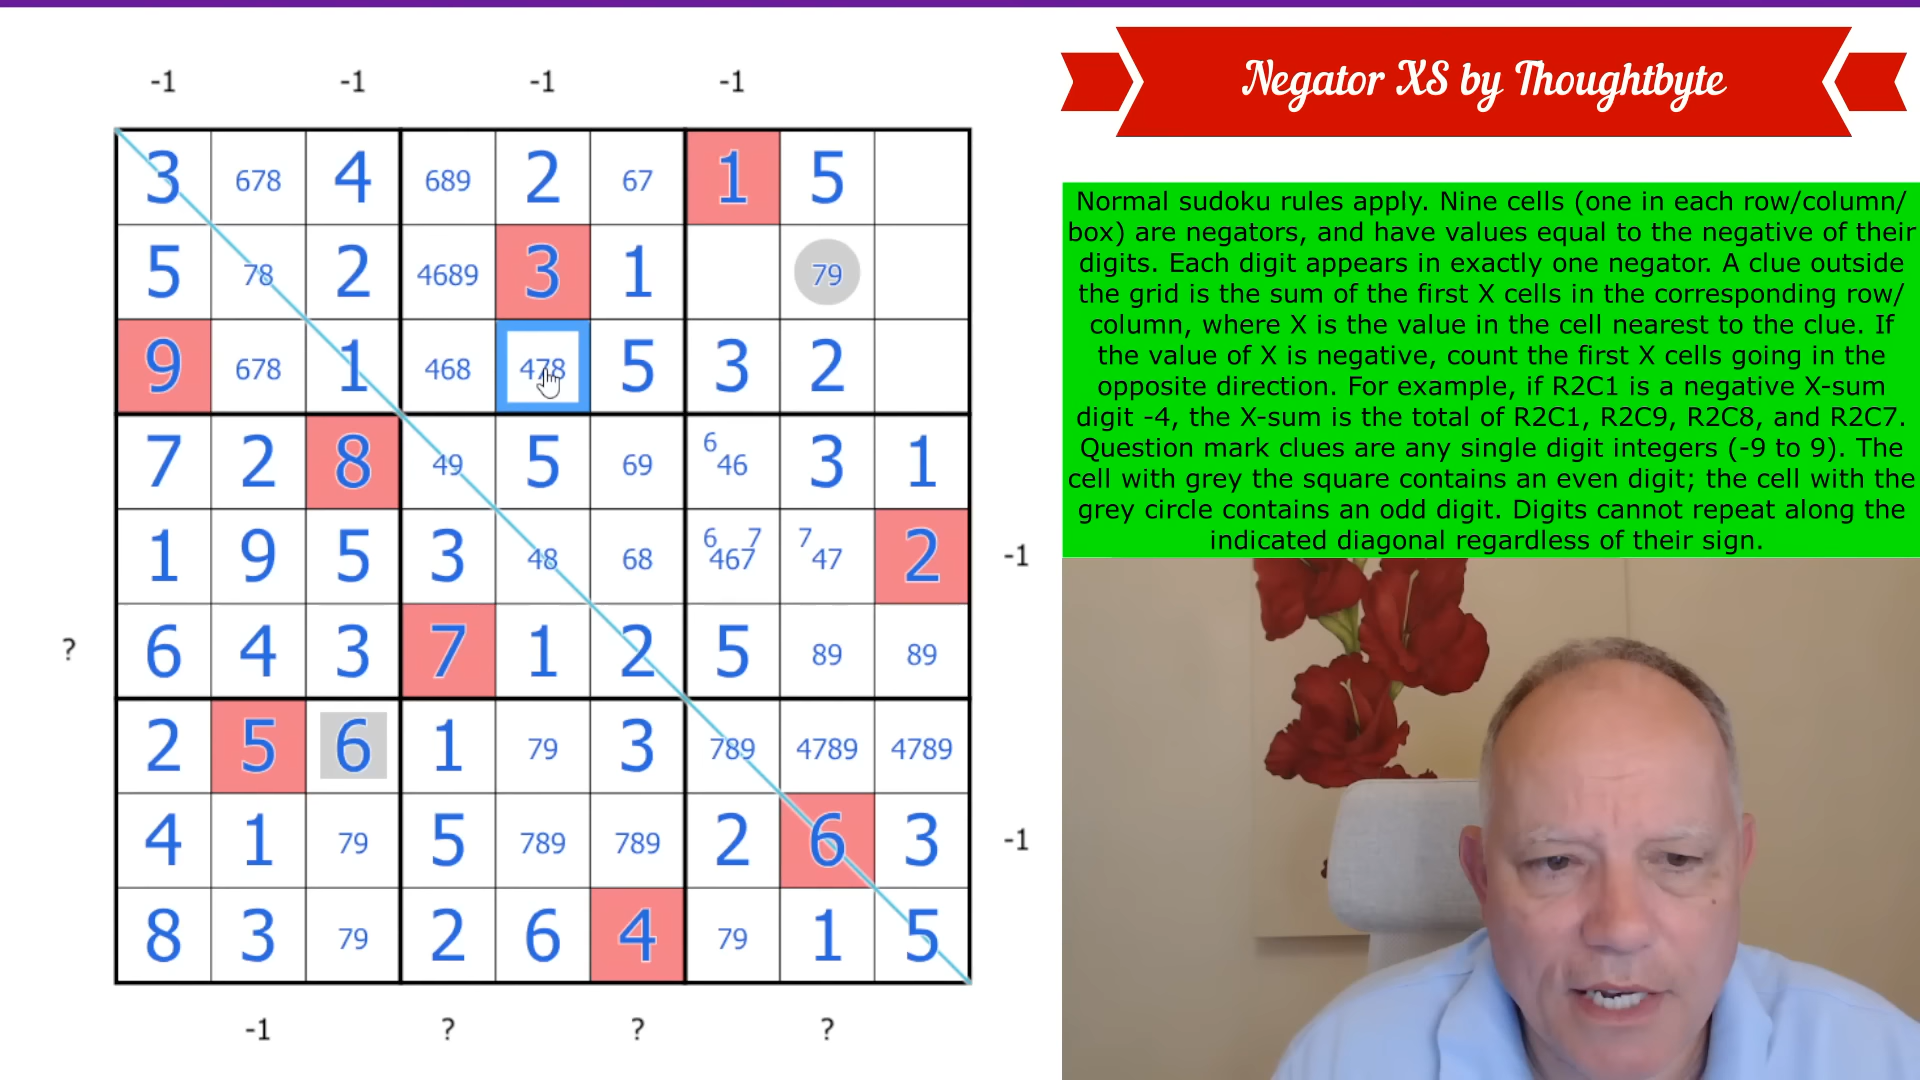 Negator XS by Thoughtbyte
-1 -1 -1 -1
3 678 4 689 2 67 1 5
5 78 2 4689 3 1 79
9 678 1 468 478 5 3 2
7 2 8 49 5 69 6 46 3 1
1 9 5 3 48 68 6 7 467 7 47 2 -1
? 6 4 3 7 1 2 5 89 89
2 5 6 1 79 3 789 4789 4789
4 1 79 5 789 789 2 6 3 -1
8 3 79 2 6 4 79 1 5
-1 ? ? ?
Normal sudoku rules apply. Nine cells (one in each row/column/
box) are negators, and have values equal to the negative of their
digits. Each digit appears in exactly one negator. A clue outside
the grid is the sum of the first X cells in the corresponding row/
column, where X is the value in the cell nearest to the clue. If
the value of X is negative, count the first X cells going in the
opposite direction. For example, if R2C1 is a negative X-sum
digit -4, the X-sum is the total of R2C1, R2C9, R2C8, and R2C7.
Question mark clues are any single digit integers (-9 to 9). The
cell with grey the square contains an even digit; the cell with the
grey circle contains an odd digit. Digits cannot repeat along the
indicated diagonal regardless of their sign.